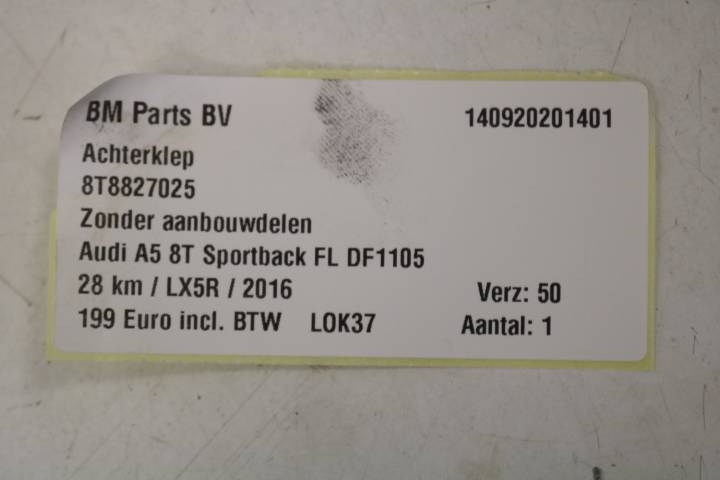 BM Parts BV 140920201401
Achterklep
8T8827025
Zonder aanbouwdelen
Audi A5 8T Sportback FL DF1105
28 km / LX5R / 2016 Verz: 50
199 Euro incl. BTW LOK37 Aantal: 1